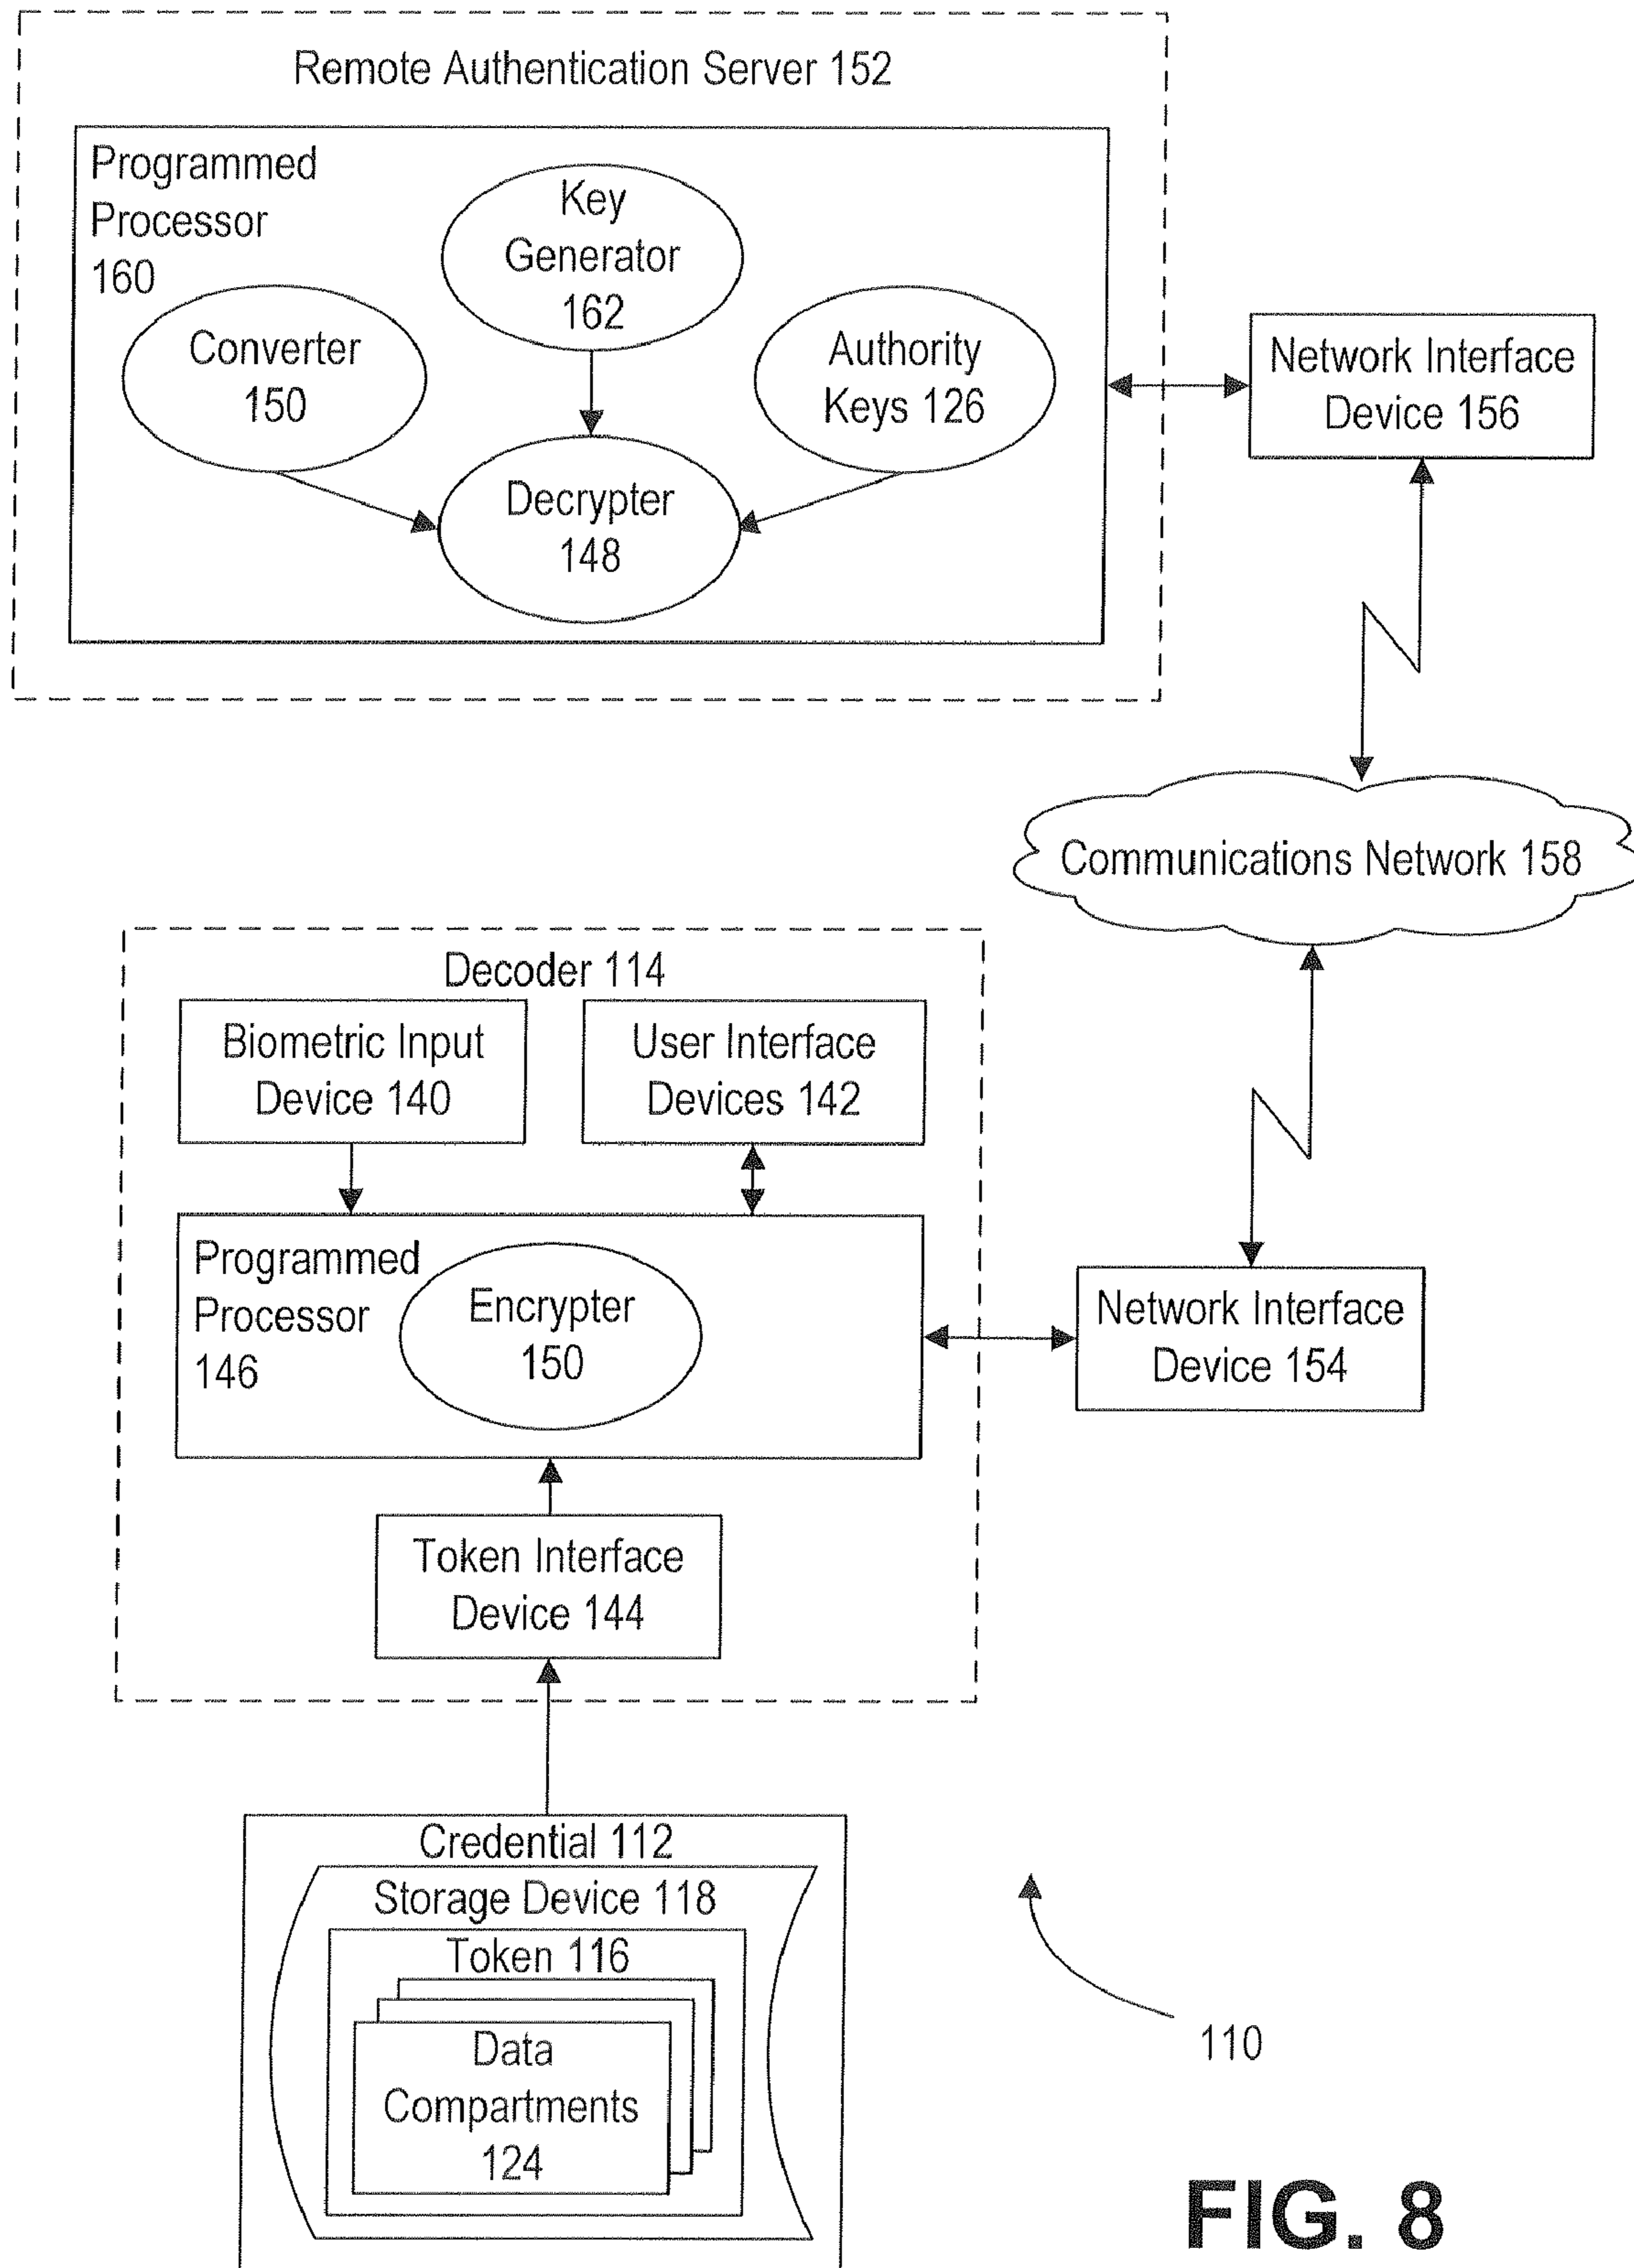 Remote Authentication Server 152
Programmed
Processor
160
Key
Generator
162
Converter
150
Authority
Keys 126
Decrypter
148
Network Interface
Device 156
Communications Network 158
Decoder 114
Biometric Input
Device 140
User Interface
Devices 142
Programmed
Processor
146
Encrypter
150
Network Interface
Device 154
Token Interface
Device 144
Credential 112
Storage Device 118
Token 116
Data
Compartments
124
110
FIG. 8